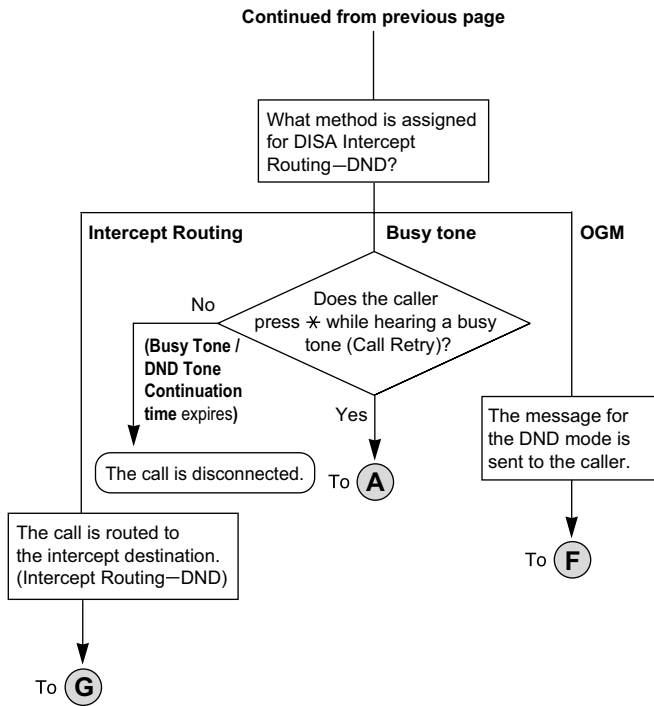 Continued from previous page
What method is assigned
for DISA Intercept
Routing—DND?
Intercept Routing
Busy tone
OGM
Does the caller
press ✳ while hearing a busy
tone (Call Retry)?
No
(Busy Tone /
DND Tone
Continuation
time expires)
Yes
The call is disconnected.
To A
The message for
the DND mode is
sent to the caller.
To F
The call is routed to
the intercept destination.
(Intercept Routing—DND)
To G